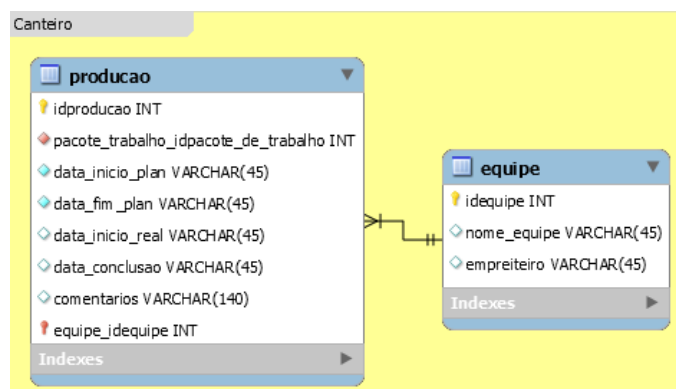 Canteiro
producao
idproducao INT
pacote_trabalho_idpacote_de_trabalho INT
data_inicio_plan VARCHAR(45)
data_fim _plan VARCHAR(45)
data_inicio_real VARCHAR(45)
data_conclusao VARCHAR(45)
comentarios VARCHAR(140)
equipe_idequipe INT
Indexes
equipe
idequipe INT
nome_equipe VARCHAR(45)
empreiteiro VARCHAR(45)
Indexes